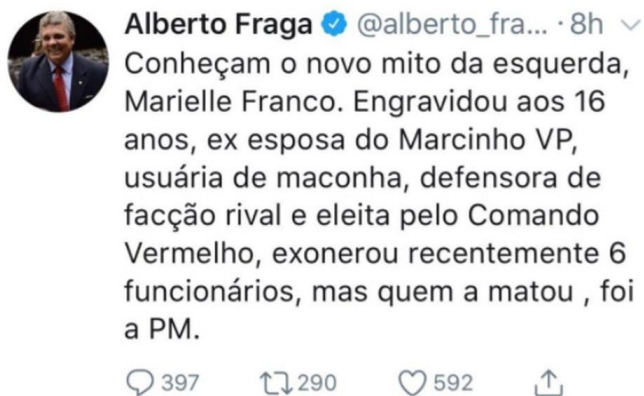 Alberto Fraga @alberto_fra... · 8h
Conheçam o novo mito da esquerda,
Marielle Franco. Engravidou aos 16
anos, ex esposa do Marcinho VP,
usuária de maconha, defensora de
facção rival e eleita pelo Comando
Vermelho, exonerou recentemente 6
funcionários, mas quem a matou , foi
a PM.
397 290 592